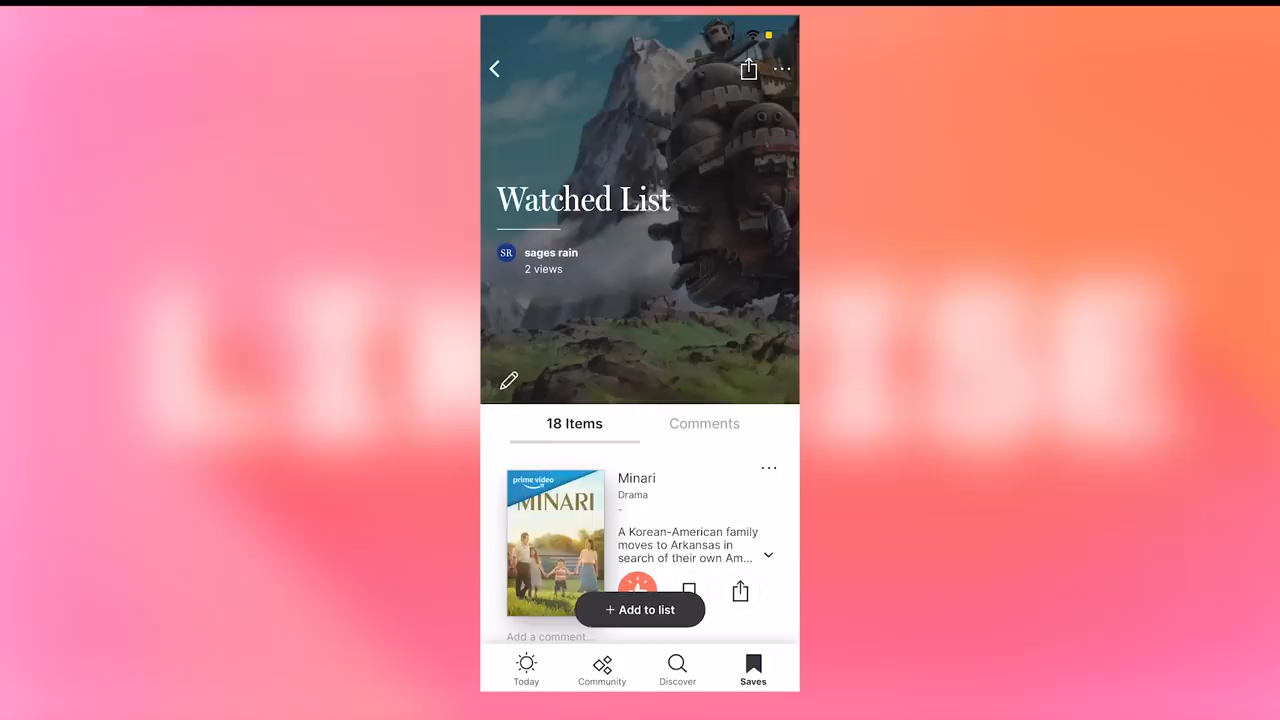 Watched List
SR
sages rain
2 views
18 Items
Comments
prime video
MINARI
Minari
Drama
-
A Korean-American family
moves to Arkansas in
search of their own Am...
+ Add to list
Add a comment...
Today
Community
Discover
Saves